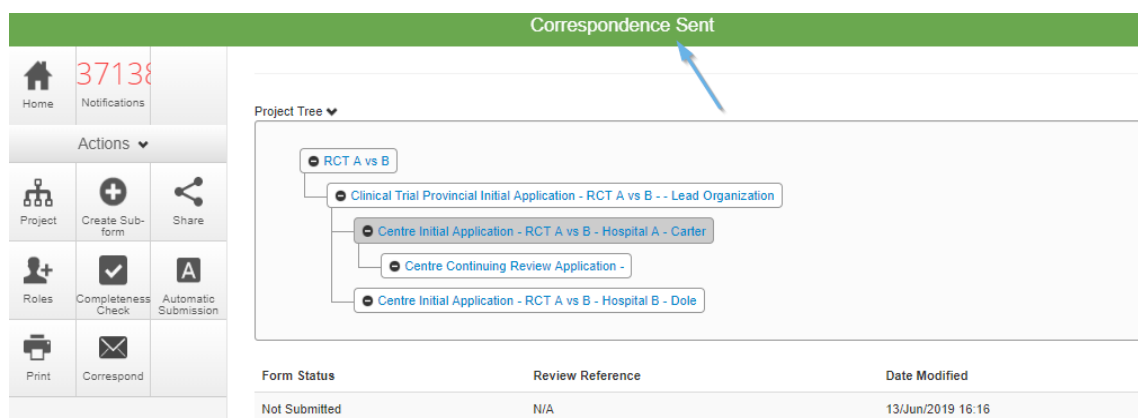 Correspondence Sent
37138
Home
Notifications
Actions
Project
Create Sub-
form
Share
Roles
Completeness
Check
Automatic
Submission
Print
Correspond
Project Tree
RCT A vs B
Clinical Trial Provincial Initial Application - RCT A vs B - - Lead Organization
Centre Initial Application - RCT A vs B - Hospital A - Carter
Centre Continuing Review Application -
Centre Initial Application - RCT A vs B - Hospital B - Dole
Form Status Review Reference Date Modified
Not Submitted N/A 13/Jun/2019 16:16